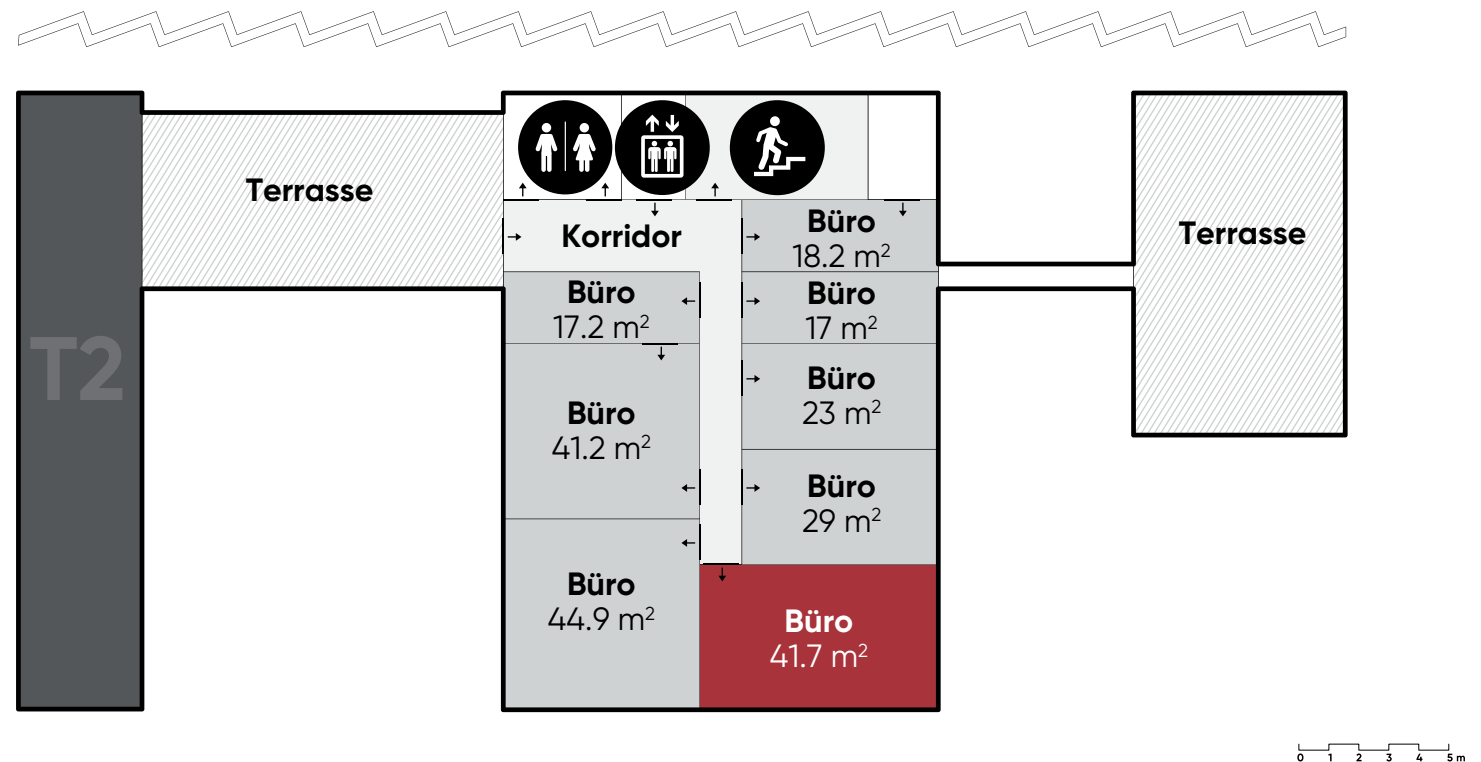 Terrasse
Korridor
Büro
18.2 m²
Terrasse
Büro
17.2 m²
Büro
17 m²
T2
Büro
41.2 m²
Büro
23 m²
Büro
29 m²
Büro
44.9 m²
Büro
41.7 m²
0 1 2 3 4 5 m